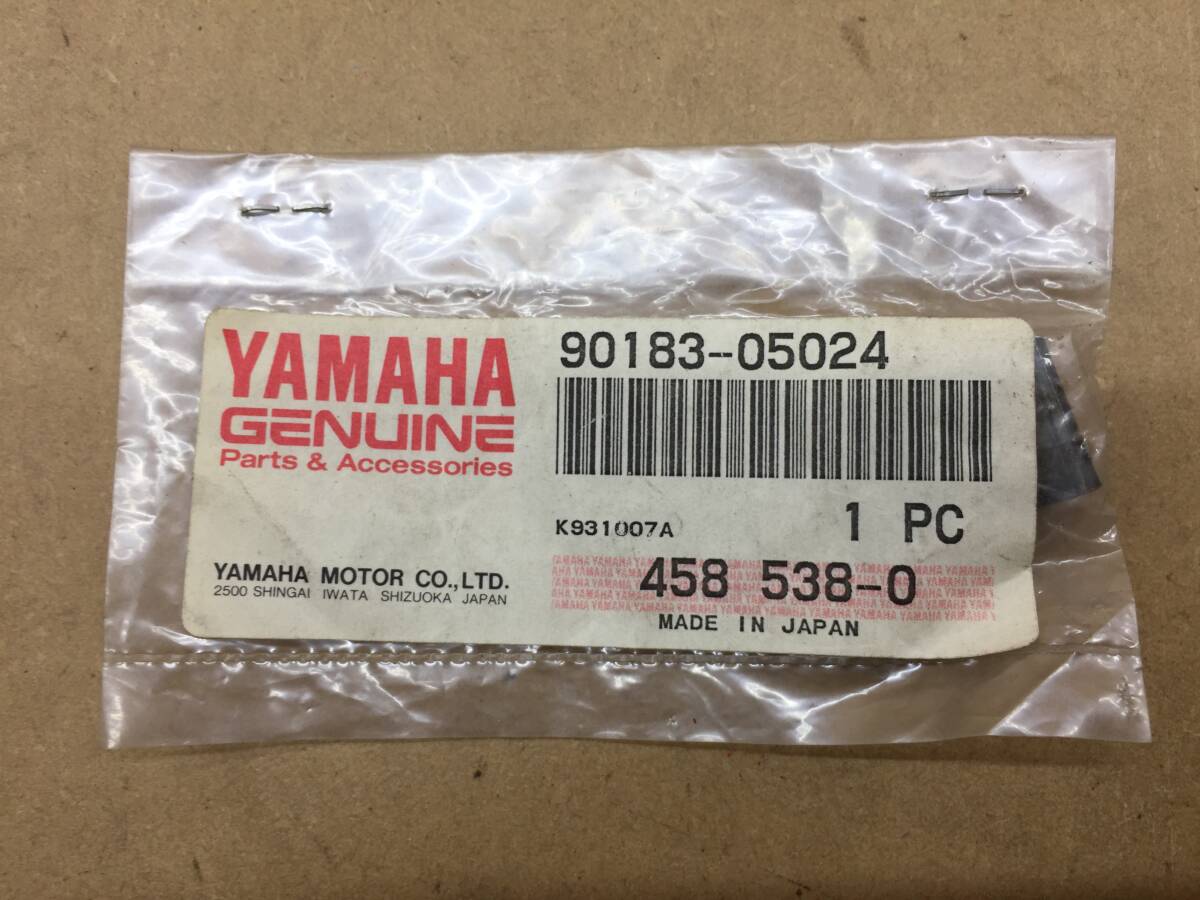 YAMAHA
GENUINE
Parts & Accessories
YAMAHA MOTOR CO.,LTD.
2500 SHINGAI IWATA SHIZUOKA JAPAN
90183-05024
1 PC
K931007A
458 538-0
MADE IN JAPAN